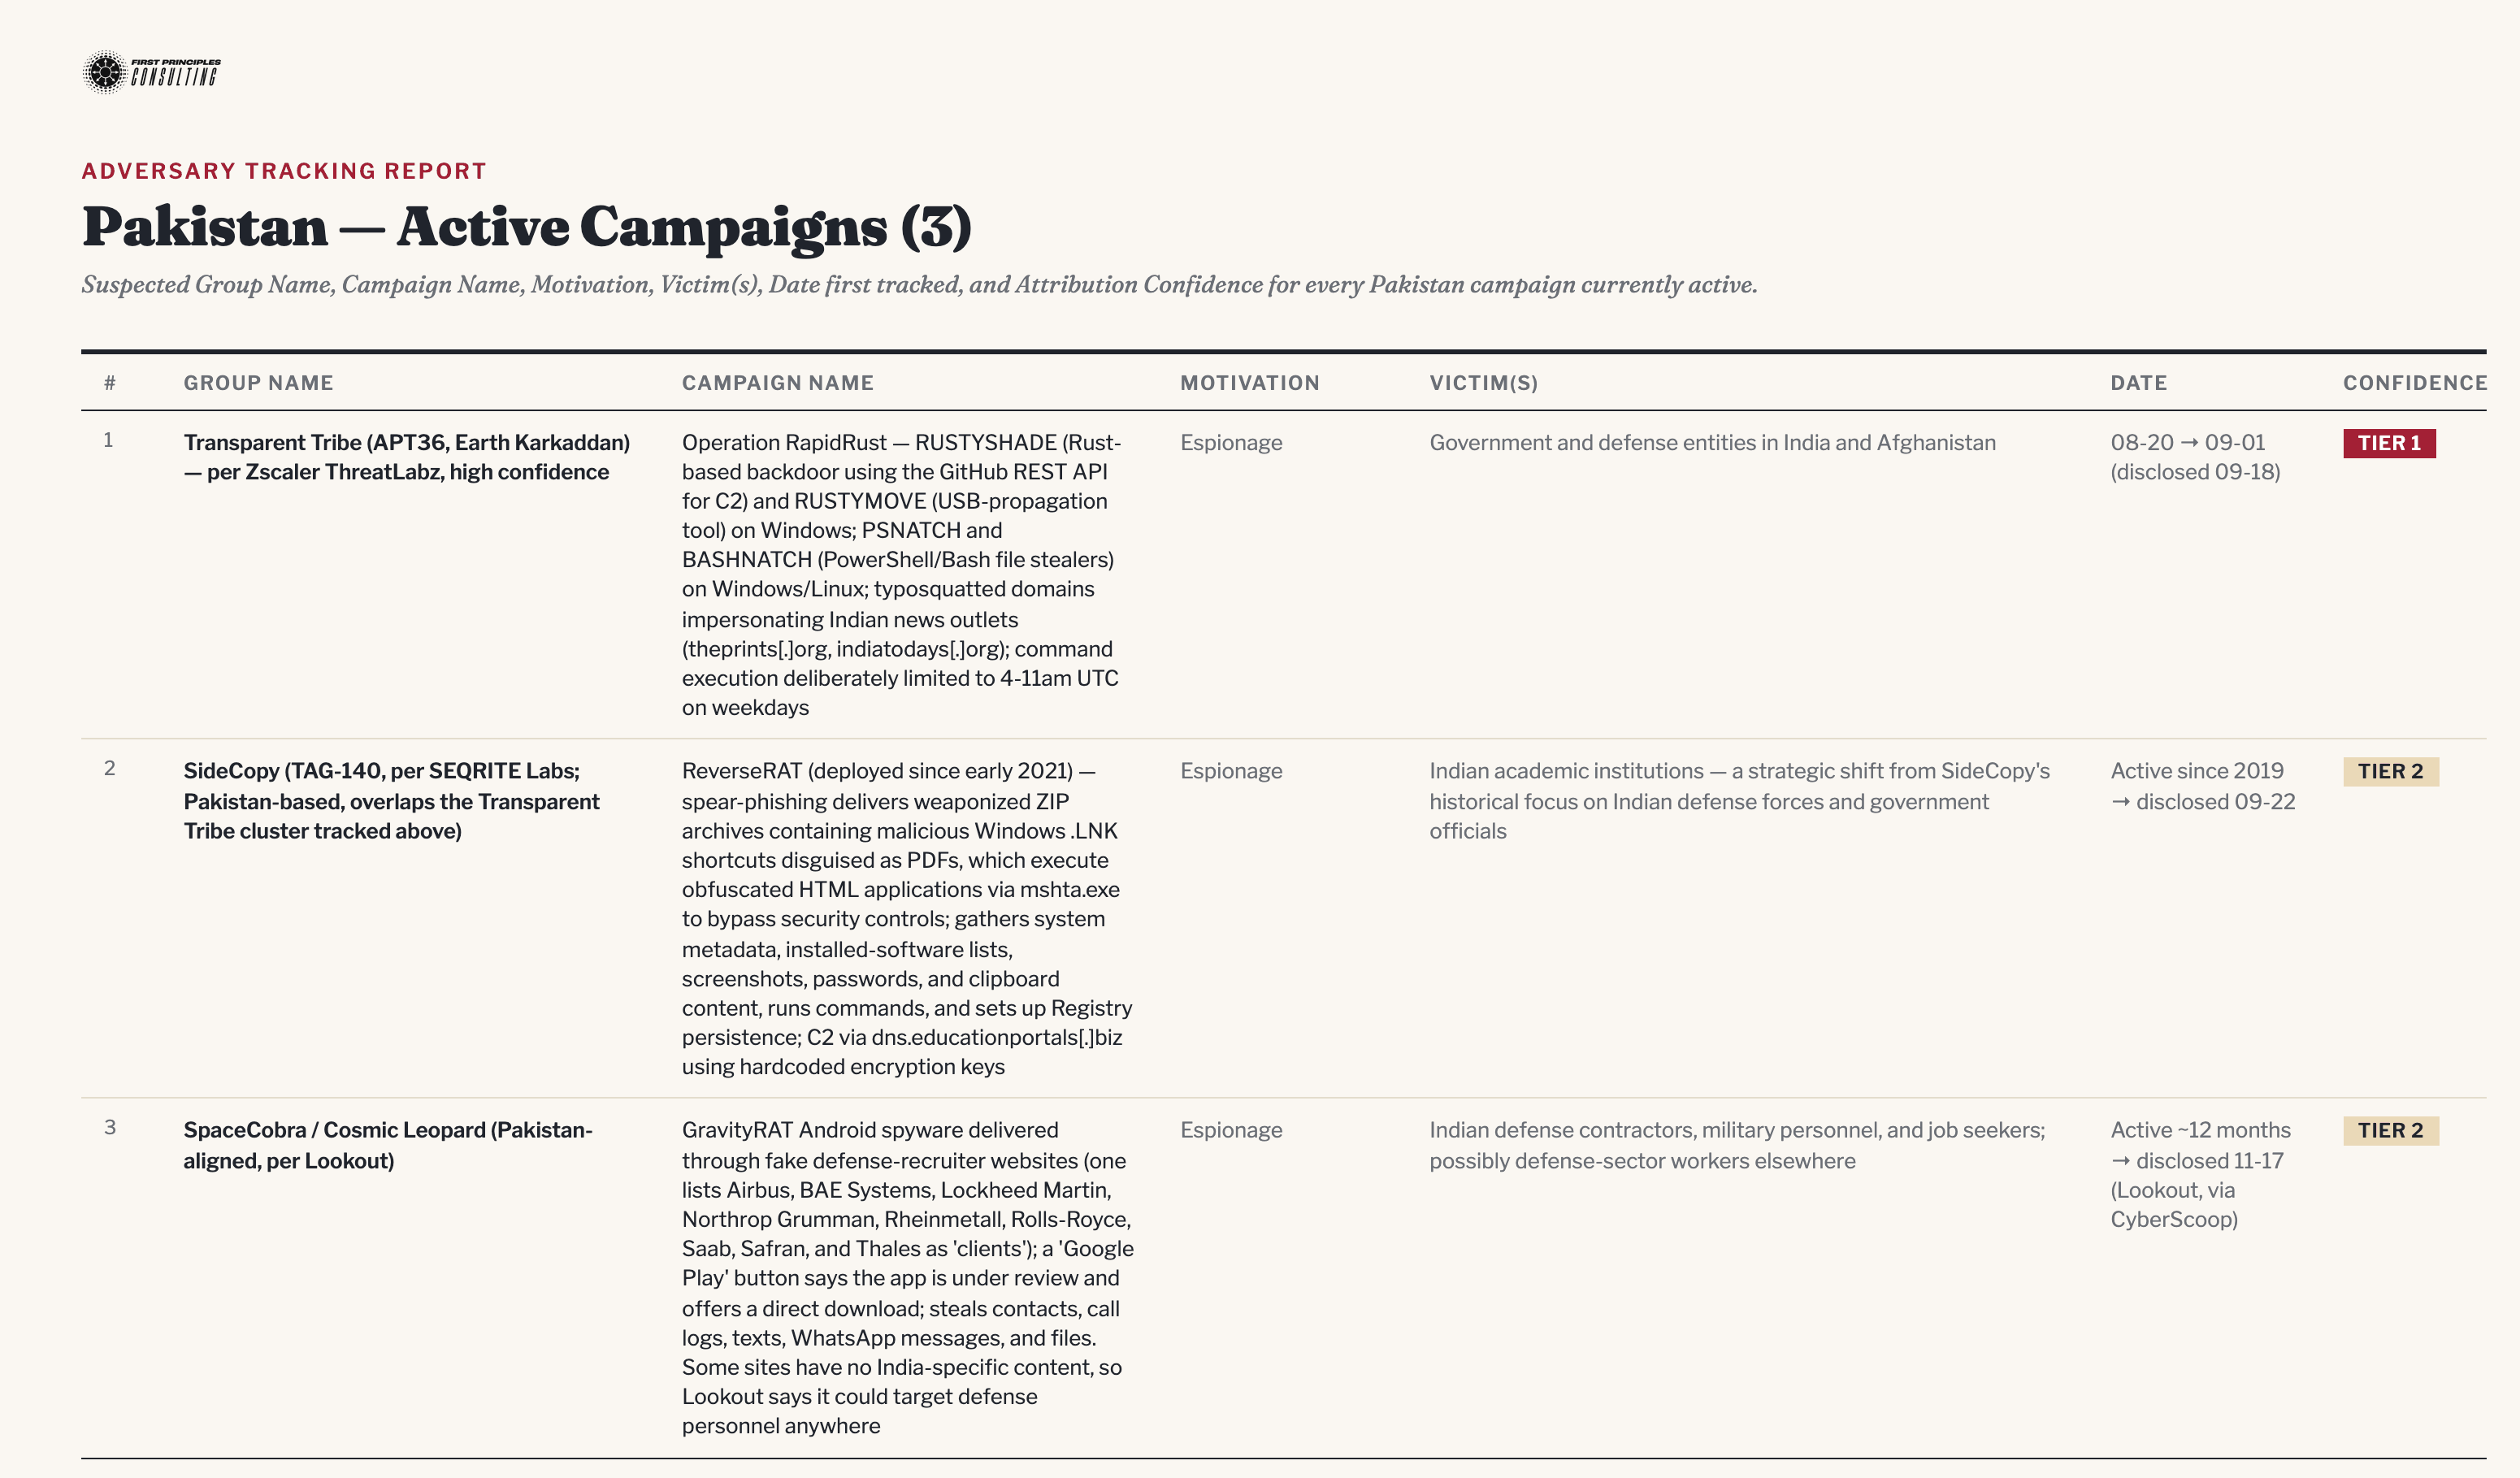 FIRST PRINCIPLES
CONSULTING
ADVERSARY TRACKING REPORT
Pakistan — Active Campaigns (3)
Suspected Group Name, Campaign Name, Motivation, Victim(s), Date first tracked, and Attribution Confidence for every Pakistan campaign currently active.
# GROUP NAME CAMPAIGN NAME MOTIVATION VICTIM(S) DATE CONFIDENCE
1
Transparent Tribe (APT36, Earth Karkaddan)
— per Zscaler ThreatLabz, high confidence
Operation RapidRust — RUSTYSHADE (Rust-
based backdoor using the GitHub REST API
for C2) and RUSTYMOVE (USB-propagation
tool) on Windows; PSNATCH and
BASHNATCH (PowerShell/Bash file stealers)
on Windows/Linux; typosquatted domains
impersonating Indian news outlets
(theprints[.]org, indiatodays[.]org); command
execution deliberately limited to 4-11am UTC
on weekdays
Espionage
Government and defense entities in India and Afghanistan
08-20 → 09-01
(disclosed 09-18)
TIER 1
2
SideCopy (TAG-140, per SEQRITE Labs;
Pakistan-based, overlaps the Transparent
Tribe cluster tracked above)
ReverseRAT (deployed since early 2021) —
spear-phishing delivers weaponized ZIP
archives containing malicious Windows .LNK
shortcuts disguised as PDFs, which execute
obfuscated HTML applications via mshta.exe
to bypass security controls; gathers system
metadata, installed-software lists,
screenshots, passwords, and clipboard
content, runs commands, and sets up Registry
persistence; C2 via dns.educationportals[.]biz
using hardcoded encryption keys
Espionage
Indian academic institutions — a strategic shift from SideCopy's
historical focus on Indian defense forces and government
officials
Active since 2019
→ disclosed 09-22
TIER 2
3
SpaceCobra / Cosmic Leopard (Pakistan-
aligned, per Lookout)
GravityRAT Android spyware delivered
through fake defense-recruiter websites (one
lists Airbus, BAE Systems, Lockheed Martin,
Northrop Grumman, Rheinmetall, Rolls-Royce,
Saab, Safran, and Thales as 'clients'); a 'Google
Play' button says the app is under review and
offers a direct download; steals contacts, call
logs, texts, WhatsApp messages, and files.
Some sites have no India-specific content, so
Lookout says it could target defense
personnel anywhere
Espionage
Indian defense contractors, military personnel, and job seekers;
possibly defense-sector workers elsewhere
Active ~12 months
→ disclosed 11-17
(Lookout, via
CyberScoop)
TIER 2